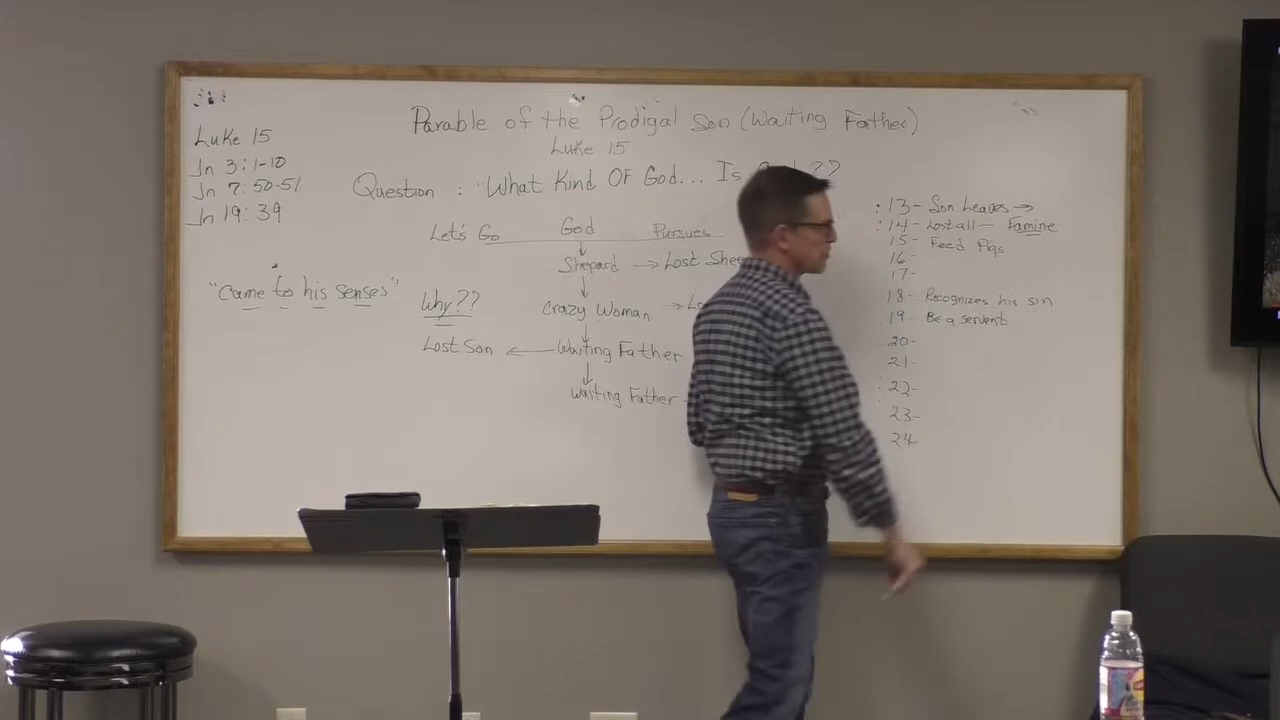 Parable of the Prodigal Son (Waiting Father)
Luke 15
Luke 15
Jn 3:1-10
Jn 7:50-51
Jn 19:39
Question : "What Kind Of God... Is ??
Let's Go God Pursues
Shepard → Lost Shee
"Came to his senses"
Why??
Crazy Woman → Lo
Lost Son ← Waiting Father
Waiting Father
:13- Son Leaves →
:14- Lost all — Famine
15- Feed Pigs
16-
17-
18- Recognizes his sin
19- Be a servent
20-
21-
:22-
23-
24-